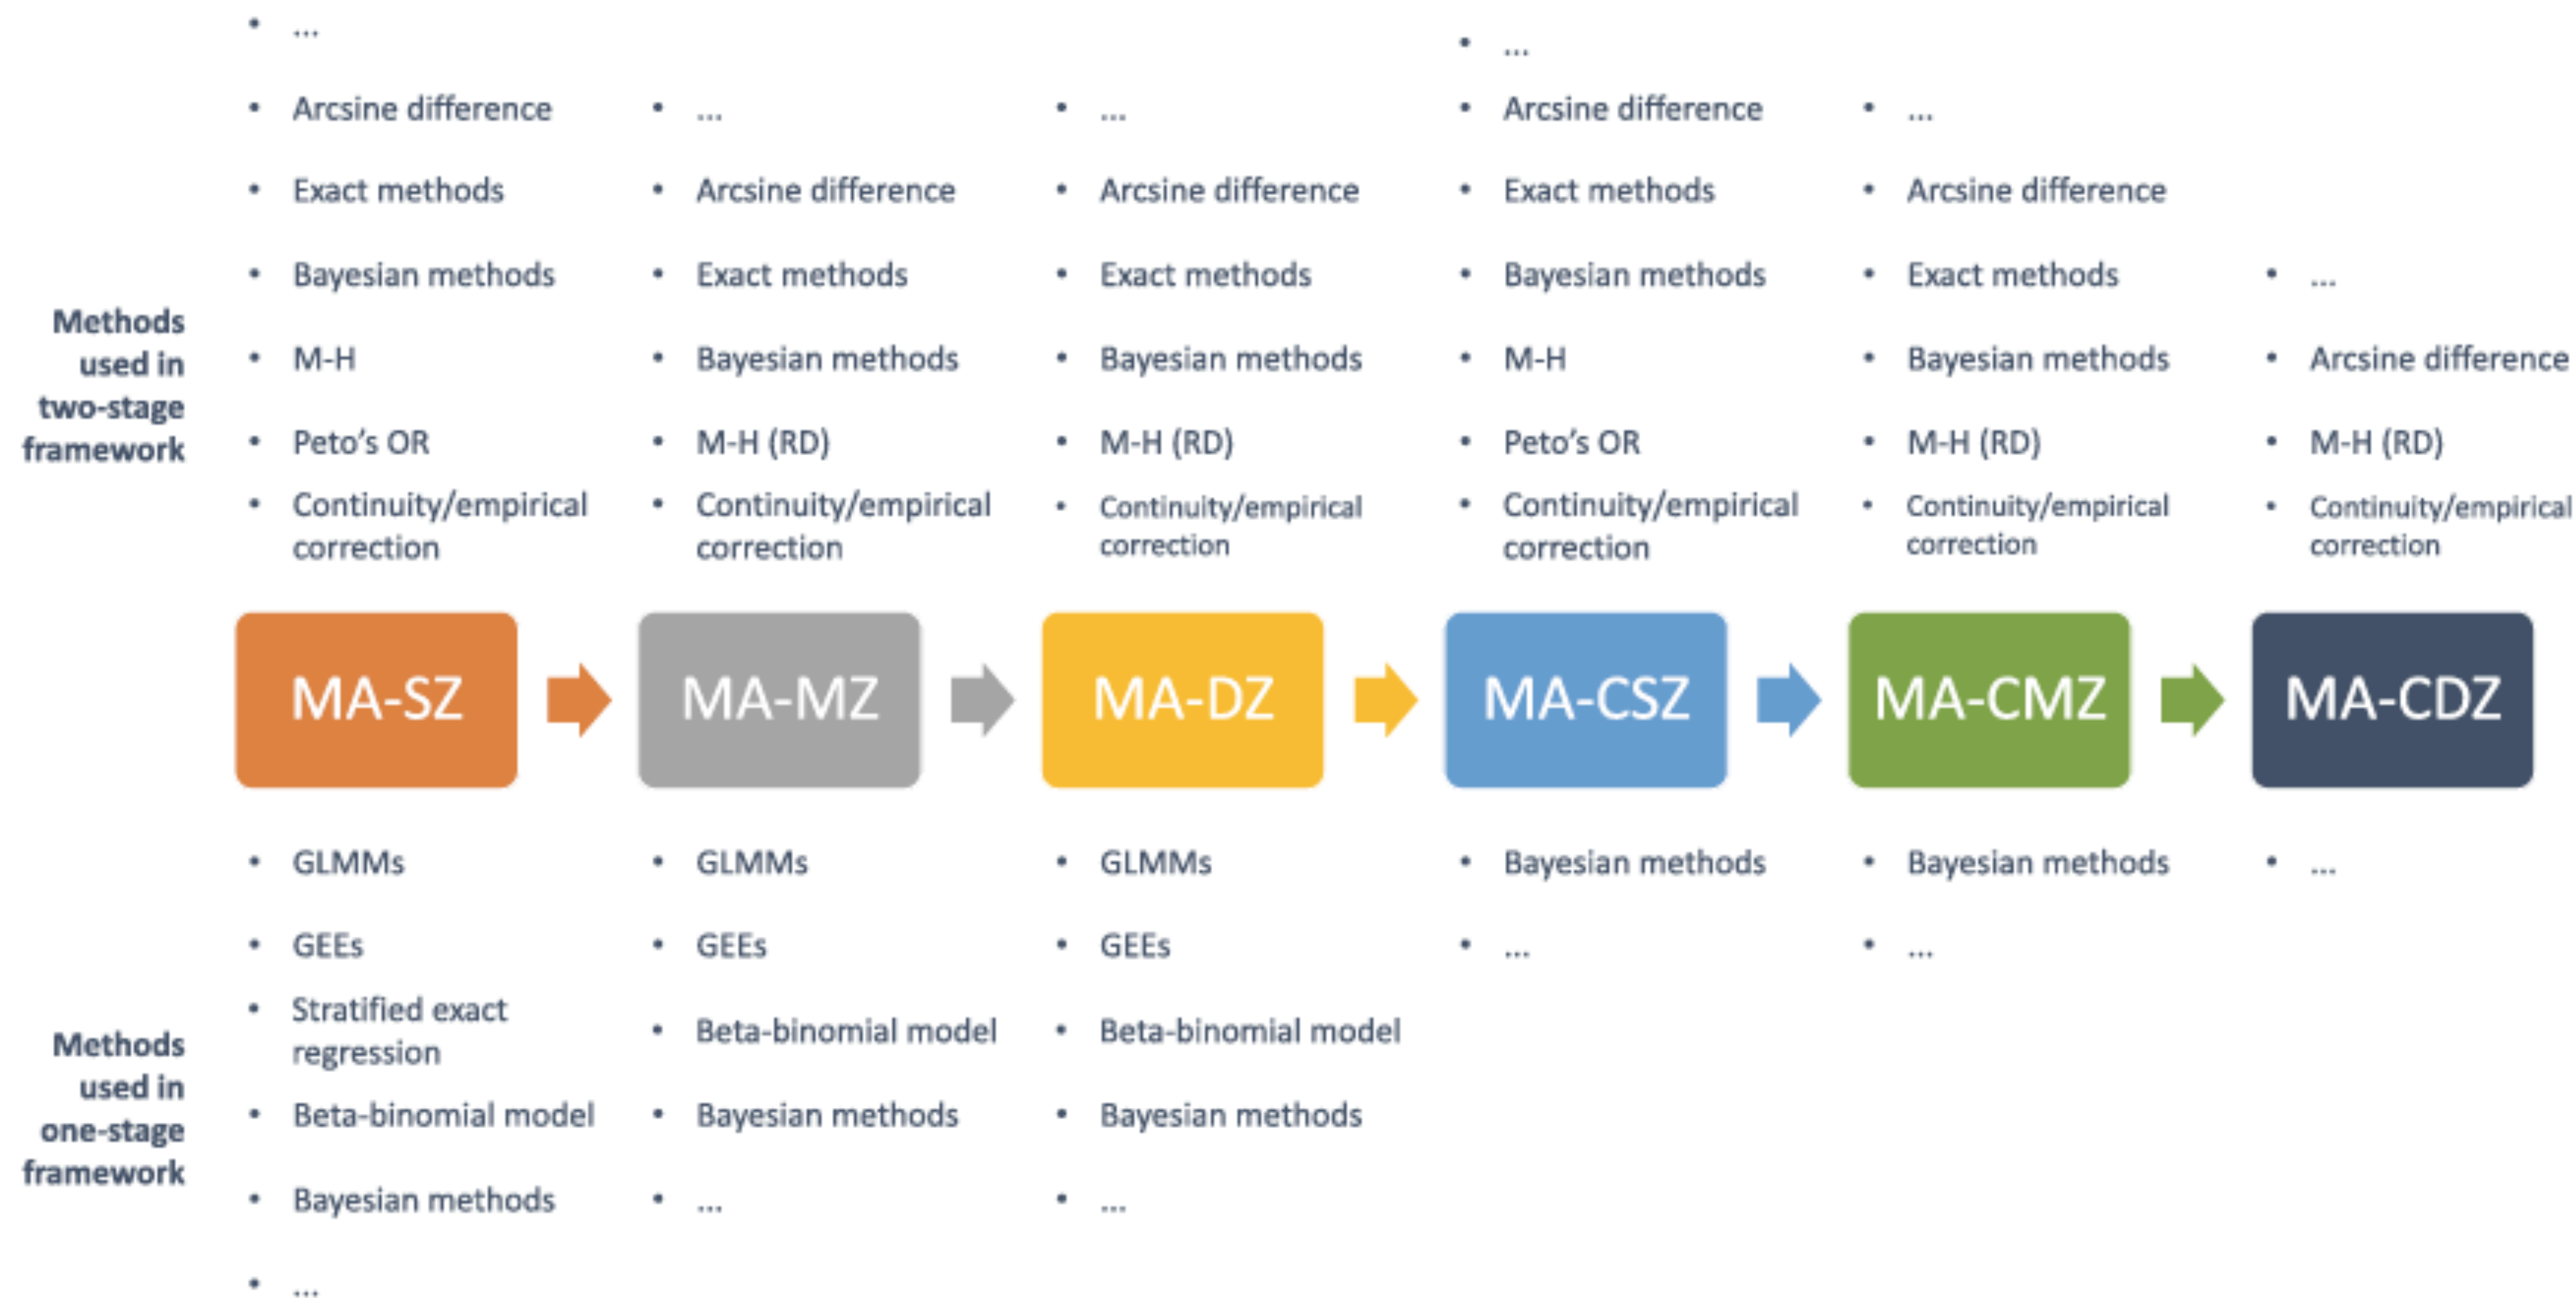 • ...
• Arcsine difference
• Exact methods
• Bayesian methods
• M-H
• Peto's OR
• Continuity/empirical
correction
• ...
• Arcsine difference
• Exact methods
• Bayesian methods
• M-H (RD)
• Continuity/empirical
correction
• ...
• Arcsine difference
• Exact methods
• Bayesian methods
• M-H (RD)
• Continuity/empirical
correction
• ...
• Arcsine difference
• Exact methods
• Bayesian methods
• M-H
• Peto's OR
• Continuity/empirical
correction
• ...
• Arcsine difference
• Exact methods
• Bayesian methods
• M-H (RD)
• Continuity/empirical
correction
• ...
• Arcsine difference
• M-H (RD)
• Continuity/empirical
correction
Methods
used in
two-stage
framework
MA-SZ
MA-MZ
MA-DZ
MA-CSZ
MA-CMZ
MA-CDZ
Methods
used in
one-stage
framework
• GLMMs
• GEEs
• Stratified exact
regression
• Beta-binomial model
• Bayesian methods
• ...
• GLMMs
• GEEs
• Beta-binomial model
• Bayesian methods
• ...
• GLMMs
• GEEs
• Beta-binomial model
• Bayesian methods
• ...
• Bayesian methods
• ...
• Bayesian methods
• ...
• ...